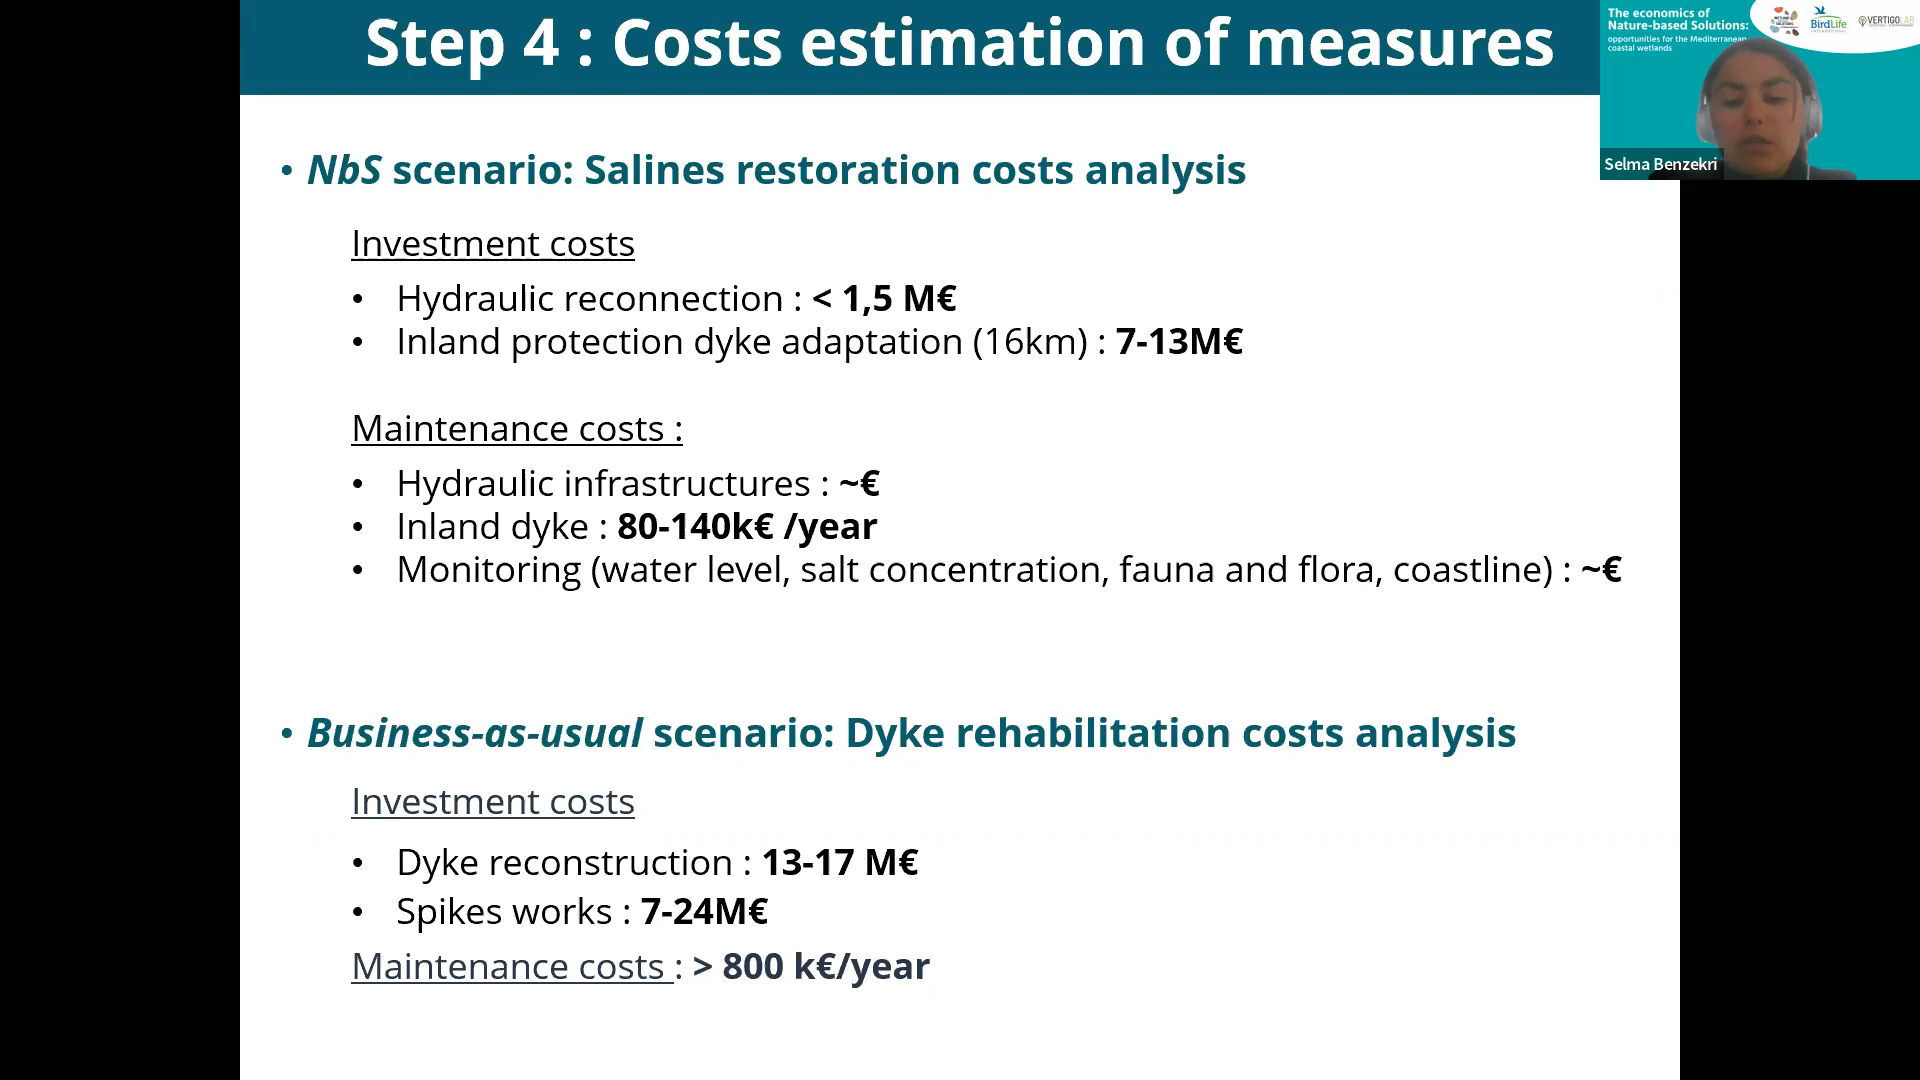 Step 4 : Costs estimation of measures
The economics of
Nature-based Solutions:
opportunities for the Mediterranean
coastal wetlands
BirdLife
INTERNATIONAL
VERTIGOLAB
Selma Benzekri
• NbS scenario: Salines restoration costs analysis
Investment costs
• Hydraulic reconnection : < 1,5 M€
• Inland protection dyke adaptation (16km) : 7-13M€
Maintenance costs :
• Hydraulic infrastructures : ~€
• Inland dyke : 80-140k€ /year
• Monitoring (water level, salt concentration, fauna and flora, coastline) : ~€
• Business-as-usual scenario: Dyke rehabilitation costs analysis
Investment costs
• Dyke reconstruction : 13-17 M€
• Spikes works : 7-24M€
Maintenance costs : > 800 k€/year